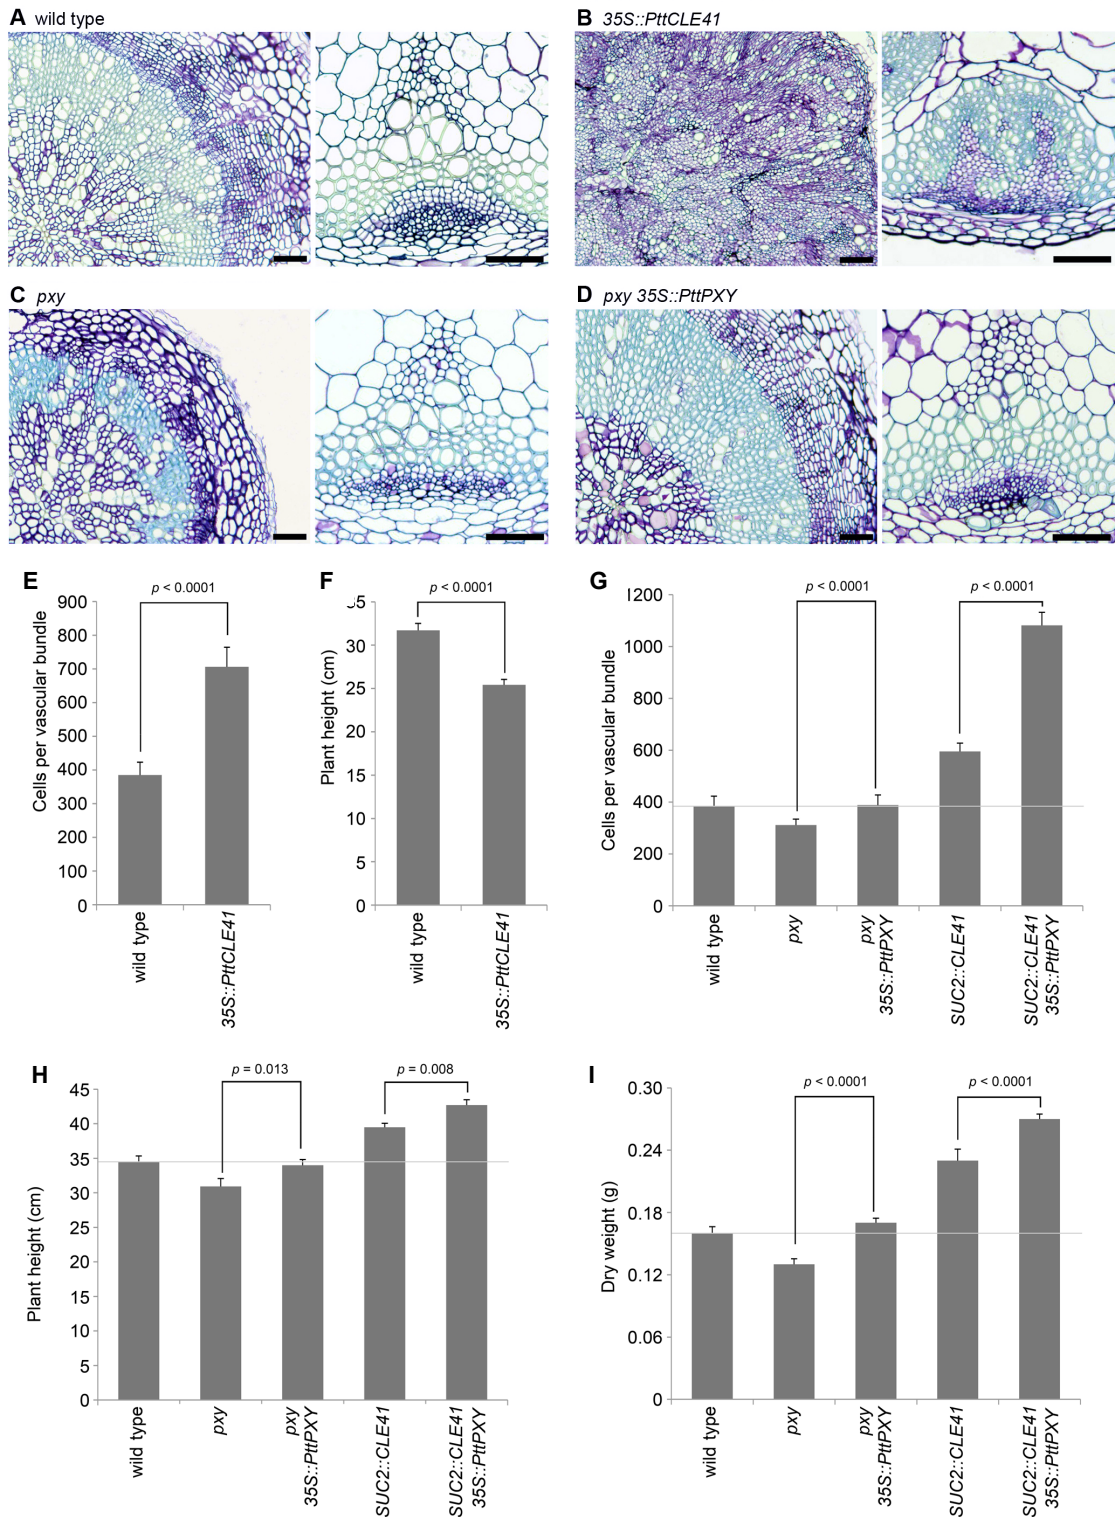 A wild type
B 35S::PttCLE41
C pxy
D pxy 35S::PttPXY
E
p < 0.0001
Cells per vascular bundle
900
800
700
600
500
400
300
200
100
0
wild type
35S::PttCLE41
F
p < 0.0001
Plant height (cm)
35
30
25
20
15
10
5
0
wild type
35S::PttCLE41
G
p < 0.0001
p < 0.0001
Cells per vascular bundle
1200
1000
800
600
400
200
0
wild type
pxy
pxy
35S::PttPXY
SUC2::CLE41
SUC2::CLE41
35S::PttPXY
H
p = 0.013
p = 0.008
Plant height (cm)
45
40
35
30
25
20
15
10
5
0
wild type
pxy
pxy
35S::PttPXY
SUC2::CLE41
SUC2::CLE41
35S::PttPXY
I
p < 0.0001
p < 0.0001
Dry weight (g)
0.30
0.24
0.18
0.12
0.06
0
wild type
pxy
pxy
35S::PttPXY
SUC2::CLE41
SUC2::CLE41
35S::PttPXY